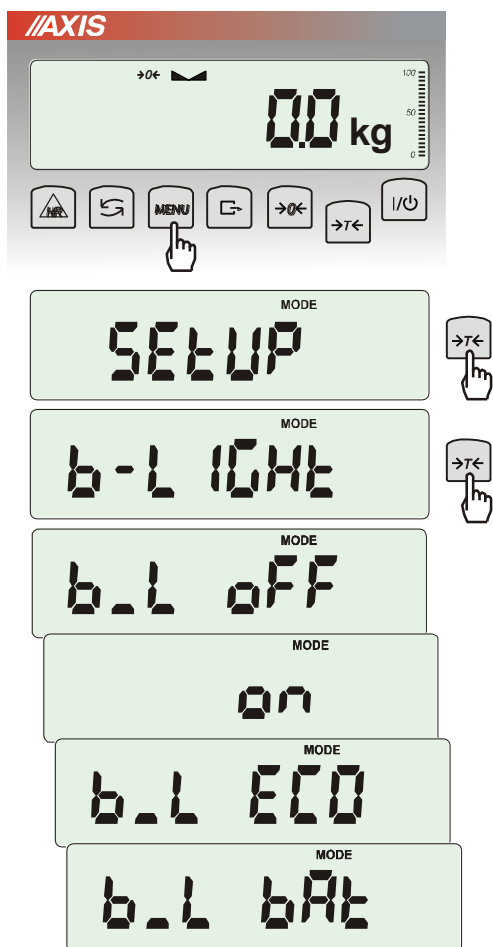 //AXIS
→0←
100
50
0
0.0 kg
HR MENU →0← →T← I/⏻
MODE
SEtUP
→T←
MODE
b-LIGHt
→T←
MODE
b_L oFF
MODE
on
MODE
b_L ECO
MODE
b_L bAt